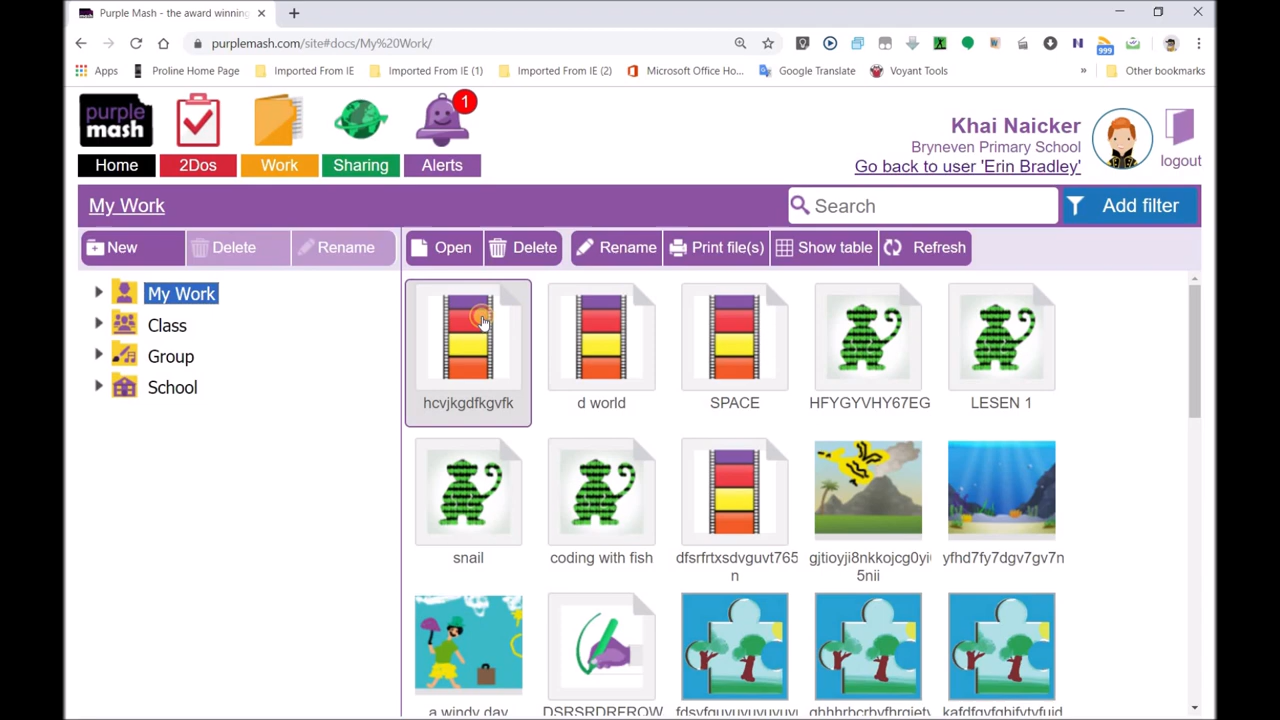 Purple Mash - the award winning
purplemash.com/site#docs/My%20Work/
999
Apps Proline Home Page Imported From IE Imported From IE (1) Imported From IE (2) Microsoft Office Ho... Google Translate Voyant Tools » Other bookmarks
purple
mash
1
Home 2Dos Work Sharing Alerts
Khai Naicker
Bryneven Primary School
Go back to user 'Erin Bradley'
logout
My Work Search Add filter
New Delete Rename Open Delete Rename Print file(s) Show table Refresh
My Work
Class
Group
School
hcvjkgdfkgvfk d world SPACE HFYGYVHY67EG LESEN 1
snail coding with fish dfsrfrtxsdvguvt765 gjtioyji8nkkojcg0yi yfhd7fy7dgv7gv7n
n 5nii
a windy day